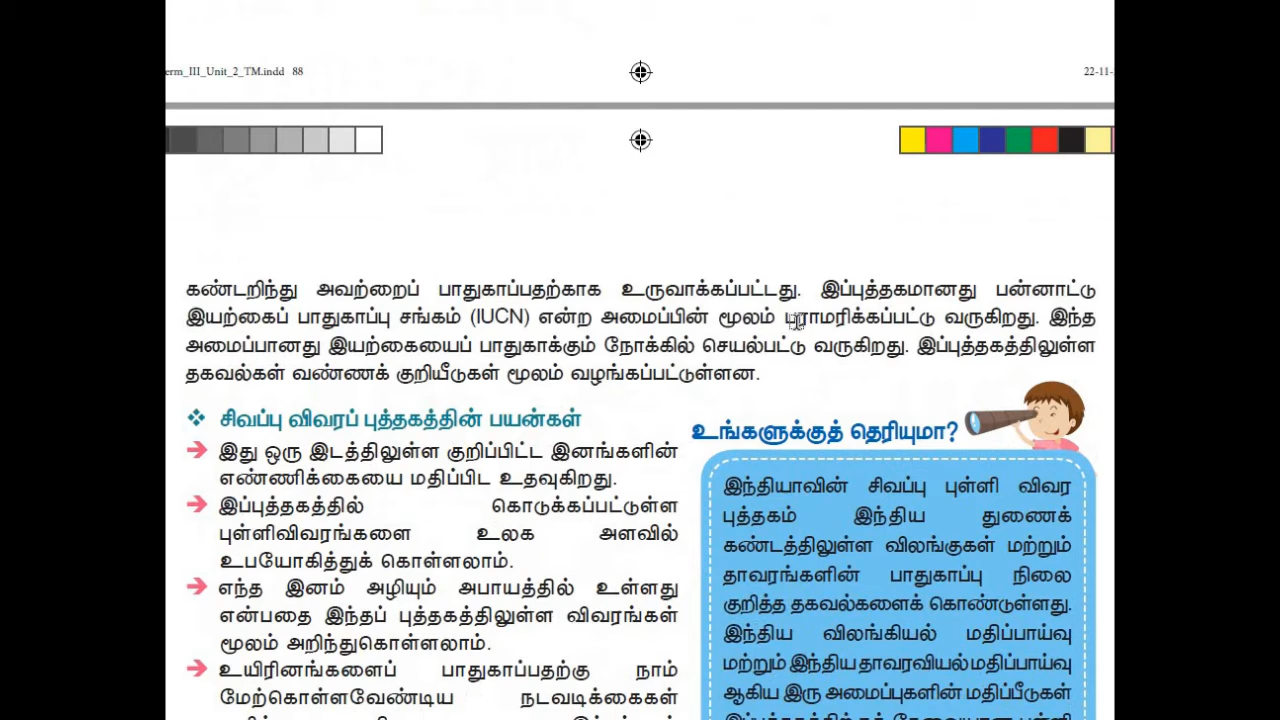 erm_III_Unit_2_TM.indd 88
22-11-
கண்டறிந்து அவற்றைப் பாதுகாப்பதற்காக உருவாக்கப்பட்டது. இப்புத்தகமானது பன்னாட்டு
இயற்கைப் பாதுகாப்பு சங்கம் (IUCN) என்ற அமைப்பின் மூலம் பராமரிக்கப்பட்டு வருகிறது. இந்த
அமைப்பானது இயற்கையைப் பாதுகாக்கும் நோக்கில் செயல்பட்டு வருகிறது. இப்புத்தகத்திலுள்ள
தகவல்கள் வண்ணக் குறியீடுகள் மூலம் வழங்கப்பட்டுள்ளன.
❖ சிவப்பு விவரப் புத்தகத்தின் பயன்கள்
➔ இது ஒரு இடத்திலுள்ள குறிப்பிட்ட இனங்களின்
எண்ணிக்கையை மதிப்பிட உதவுகிறது.
➔ இப்புத்தகத்தில் கொடுக்கப்பட்டுள்ள
புள்ளிவிவரங்களை உலக அளவில்
உபயோகித்துக் கொள்ளலாம்.
➔ எந்த இனம் அழியும் அபாயத்தில் உள்ளது
என்பதை இந்தப் புத்தகத்திலுள்ள விவரங்கள்
மூலம் அறிந்துகொள்ளலாம்.
➔ உயிரினங்களைப் பாதுகாப்பதற்கு நாம்
மேற்கொள்ளவேண்டிய நடவடிக்கைகள்
உங்களுக்குத் தெரியுமா?
இந்தியாவின் சிவப்பு புள்ளி விவர
புத்தகம் இந்திய துணைக்
கண்டத்திலுள்ள விலங்குகள் மற்றும்
தாவரங்களின் பாதுகாப்பு நிலை
குறித்த தகவல்களைக் கொண்டுள்ளது.
இந்திய விலங்கியல் மதிப்பாய்வு
மற்றும் இந்திய தாவரவியல் மதிப்பாய்வு
ஆகிய இரு அமைப்புகளின் மதிப்பீடுகள்